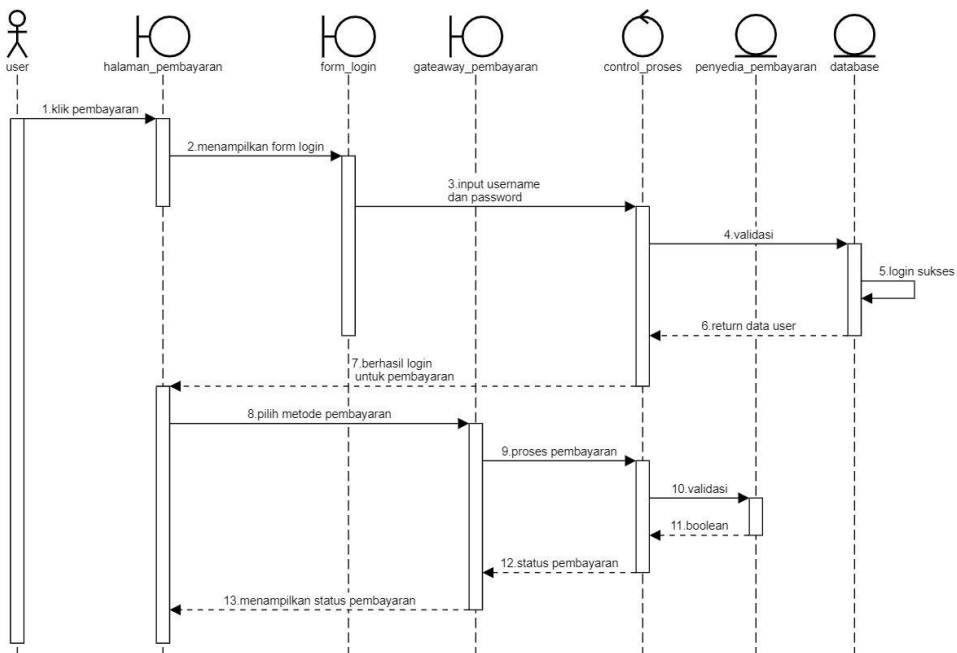 user
halaman_pembayaran
form_login
gateaway_pembayaran
control_proses
penyedia_pembayaran
database
1.klik pembayaran
2.menampilkan form login
3.input username
dan password
4.validasi
5.login sukses
6.return data user
7.berhasil login
untuk pembayaran
8.pilih metode pembayaran
9.proses pembayaran
10.validasi
11.boolean
12.status pembayaran
13.menampilkan status pembayaran